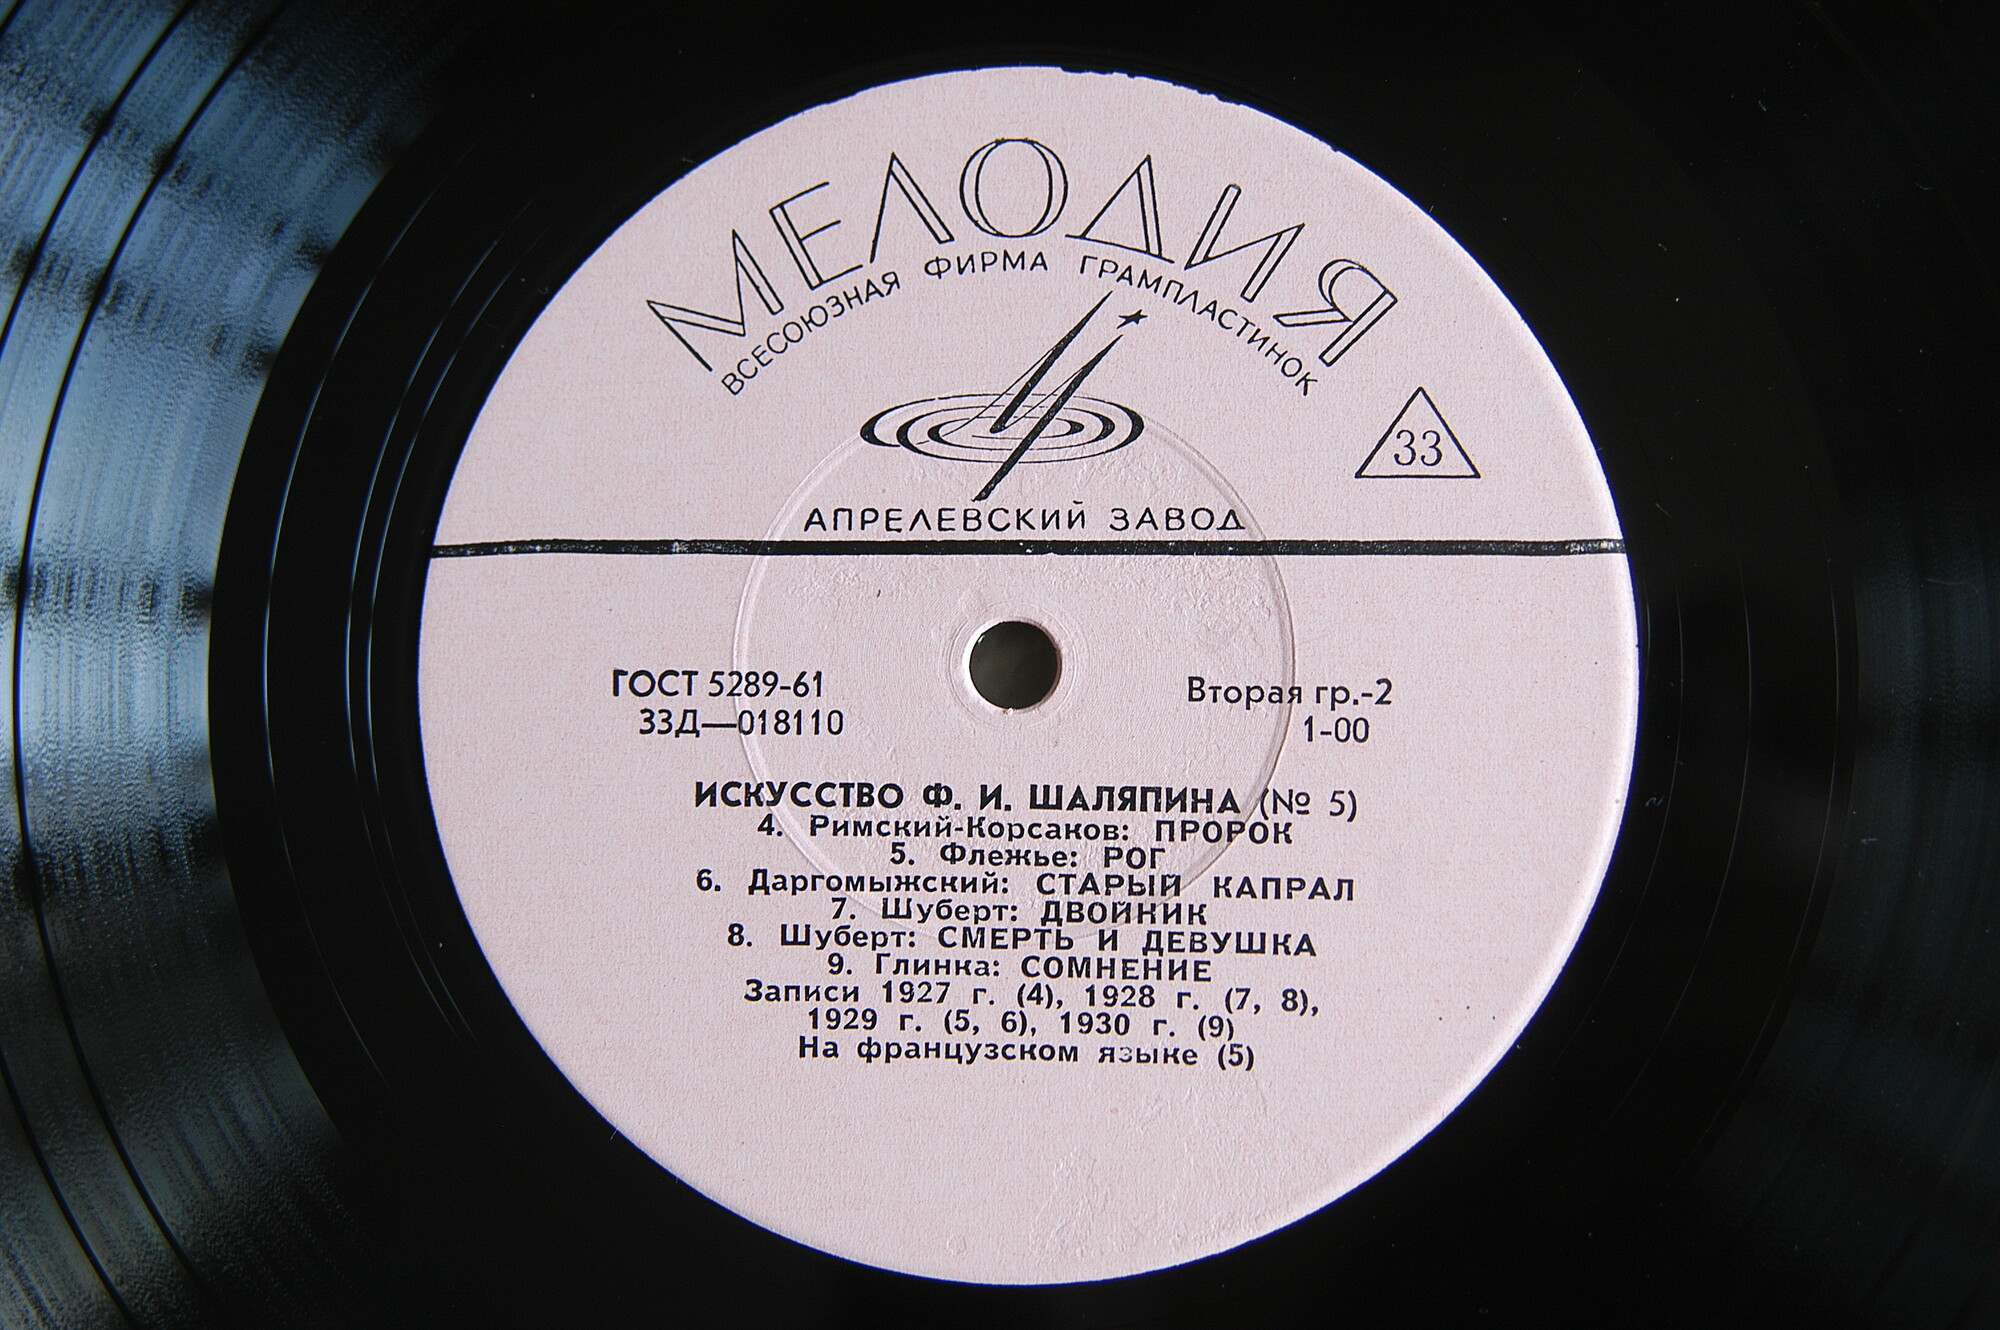 МЕЛОДИЯ
ВСЕСОЮЗНАЯ ФИРМА ГРАМПЛАСТИНОК
33
АПРЕЛЕВСКИЙ ЗАВОД
ГОСТ 5289-61
33Д—018110
Вторая гр.-2
1-00
ИСКУССТВО Ф. И. ШАЛЯПИНА (№ 5)
4. Римский-Корсаков: ПРОРОК
5. Флежье: РОГ
6. Даргомыжский: СТАРЫЙ КАПРАЛ
7. Шуберт: ДВОЙНИК
8. Шуберт: СМЕРТЬ И ДЕВУШКА
9. Глинка: СОМНЕНИЕ
Записи 1927 г. (4), 1928 г. (7, 8),
1929 г. (5, 6), 1930 г. (9)
На французском языке (5)